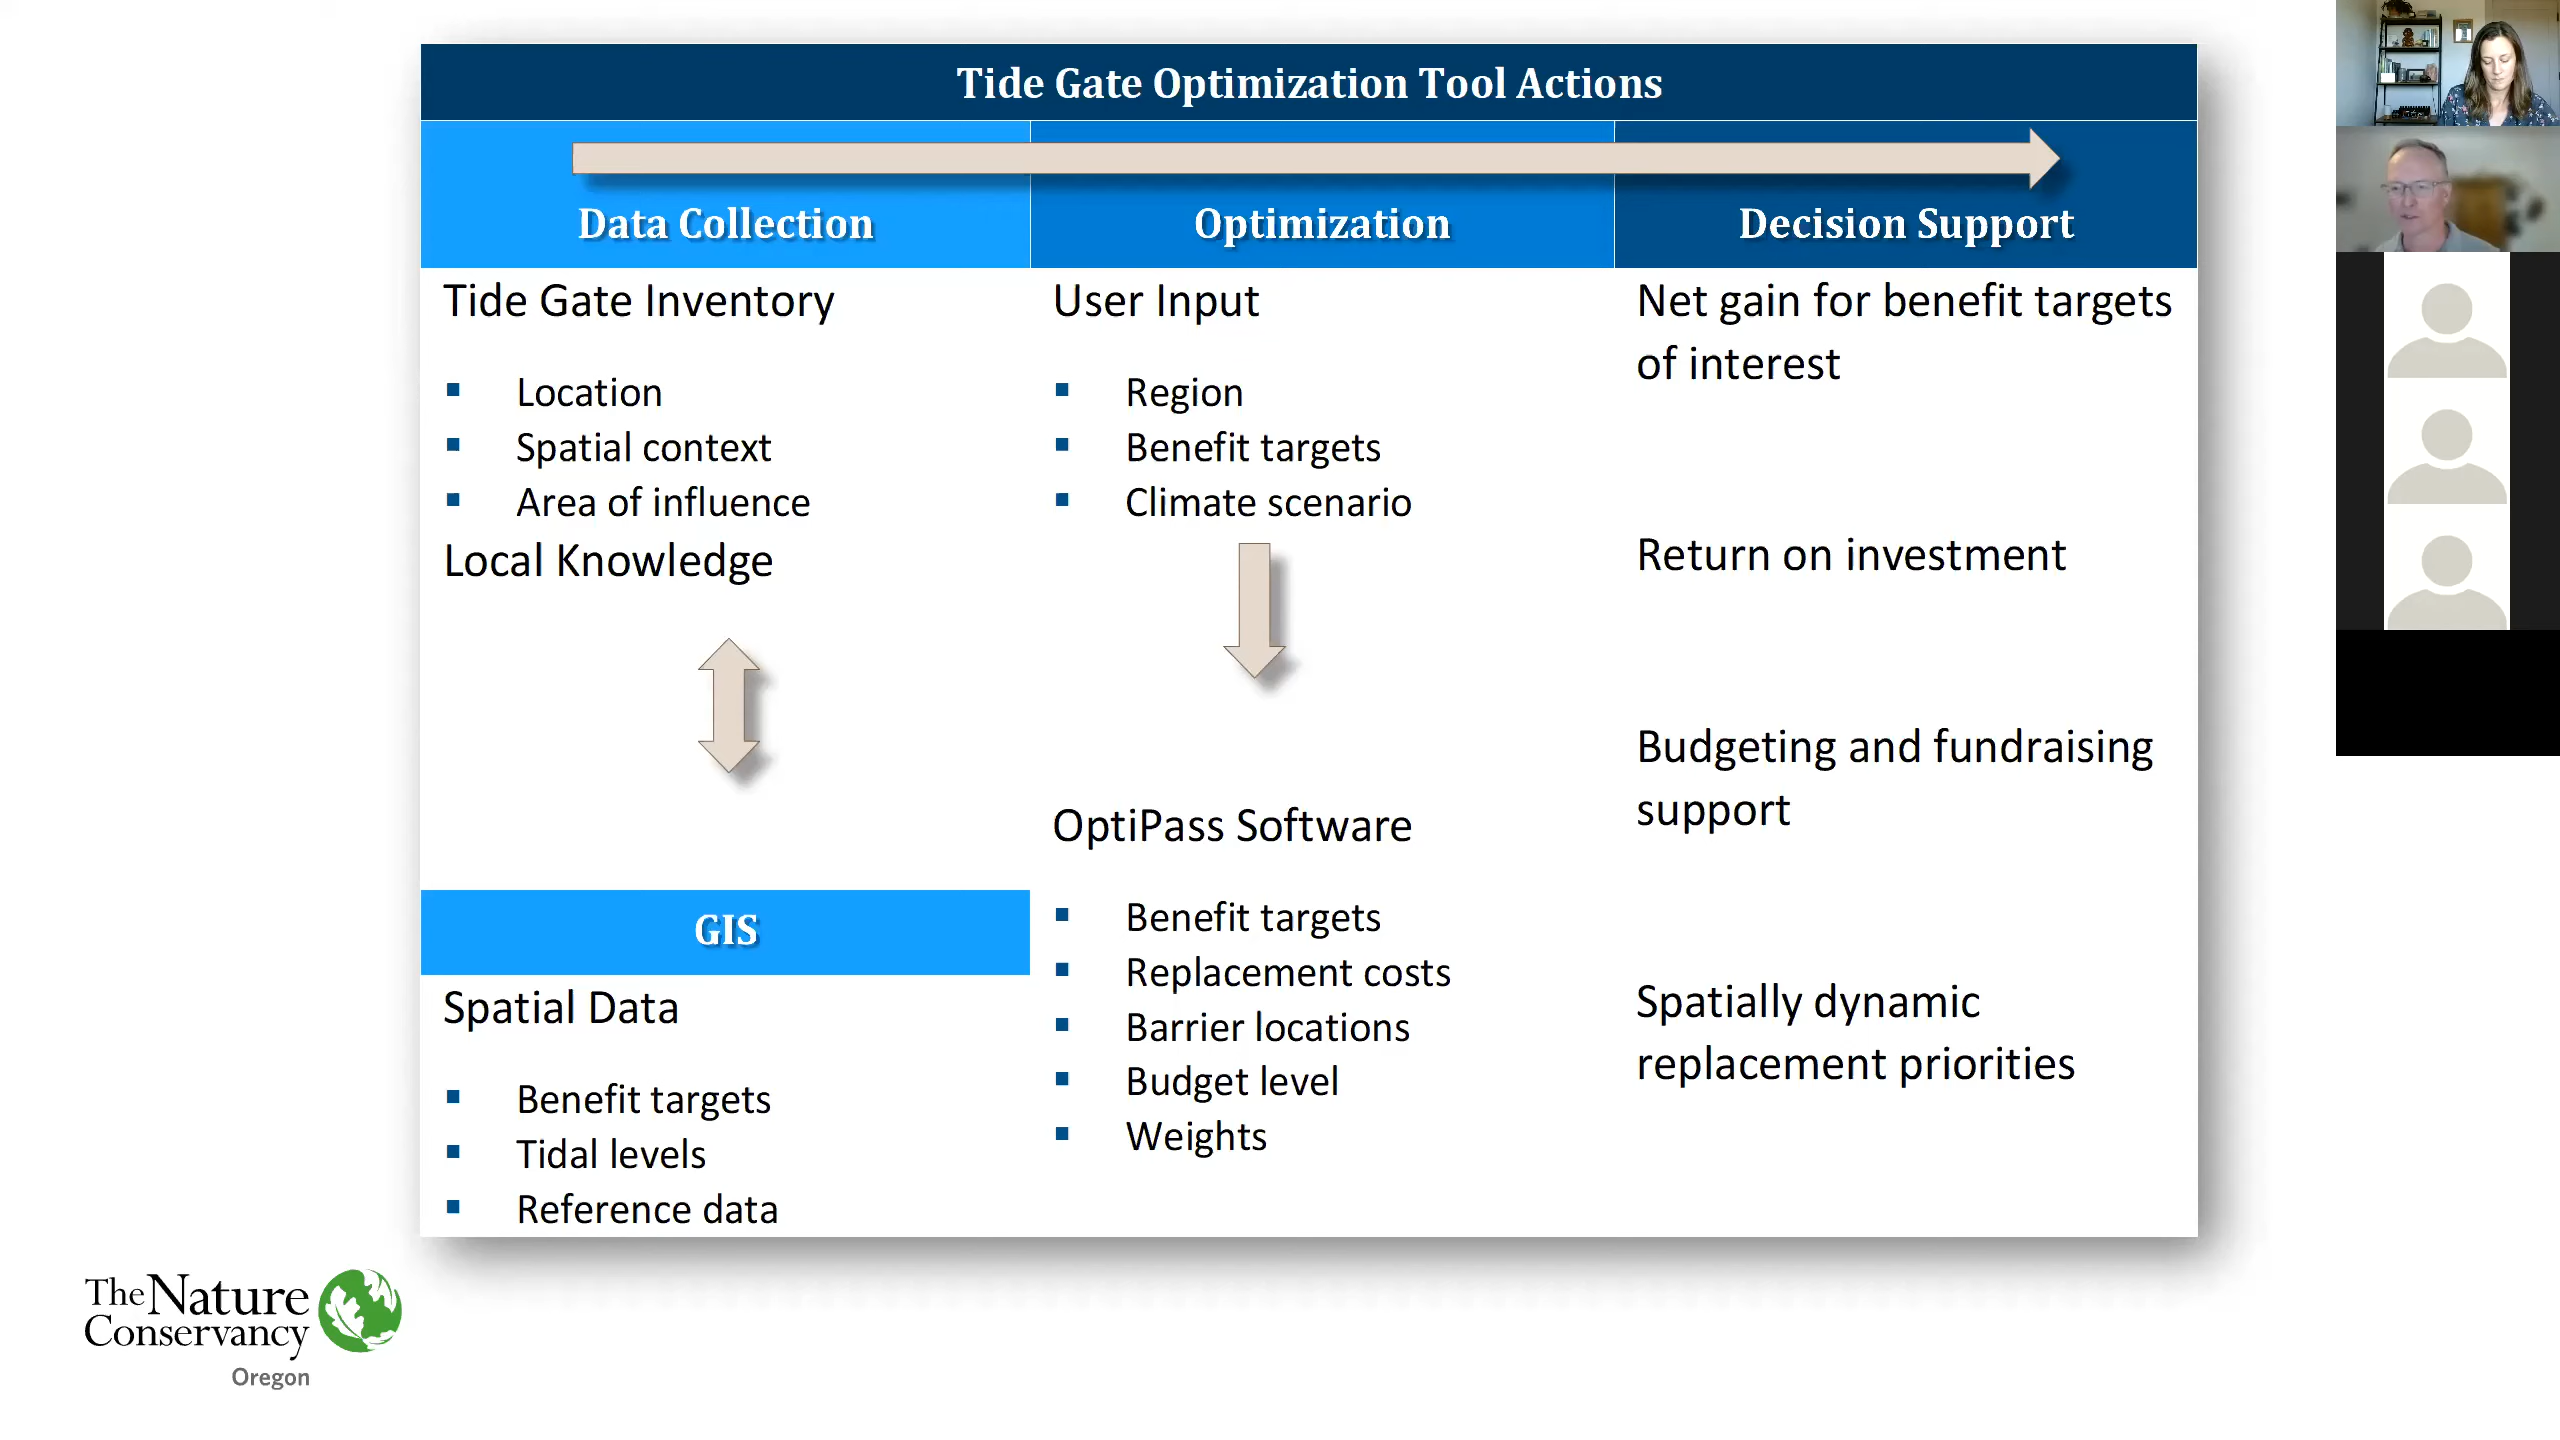 Tide Gate Optimization Tool Actions
Data Collection
Optimization
Decision Support
Tide Gate Inventory
▪ Location
▪ Spatial context
▪ Area of influence
Local Knowledge
GIS
Spatial Data
▪ Benefit targets
▪ Tidal levels
▪ Reference data
User Input
▪ Region
▪ Benefit targets
▪ Climate scenario
OptiPass Software
▪ Benefit targets
▪ Replacement costs
▪ Barrier locations
▪ Budget level
▪ Weights
Net gain for benefit targets
of interest
Return on investment
Budgeting and fundraising
support
Spatially dynamic
replacement priorities
The Nature
Conservancy
Oregon